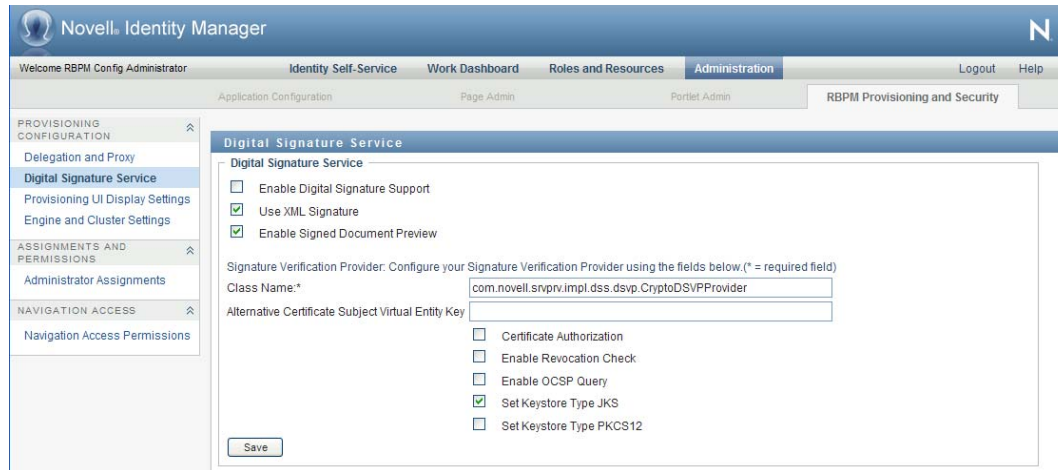 Novell® Identity Manager
N
Welcome RBPM Config Administrator
Identity Self-Service Work Dashboard Roles and Resources Administration Logout Help
Application Configuration Page Admin Portlet Admin RBPM Provisioning and Security
PROVISIONING
CONFIGURATION
Delegation and Proxy
Digital Signature Service
Provisioning UI Display Settings
Engine and Cluster Settings
ASSIGNMENTS AND
PERMISSIONS
Administrator Assignments
NAVIGATION ACCESS
Navigation Access Permissions
Digital Signature Service
Digital Signature Service
Enable Digital Signature Support
Use XML Signature
Enable Signed Document Preview
Signature Verification Provider: Configure your Signature Verification Provider using the fields below.(* = required field)
Class Name:* com.novell.srvprv.impl.dss.dsvp.CryptoDSVPProvider
Alternative Certificate Subject Virtual Entity Key
Certificate Authorization
Enable Revocation Check
Enable OCSP Query
Set Keystore Type JKS
Set Keystore Type PKCS12
Save